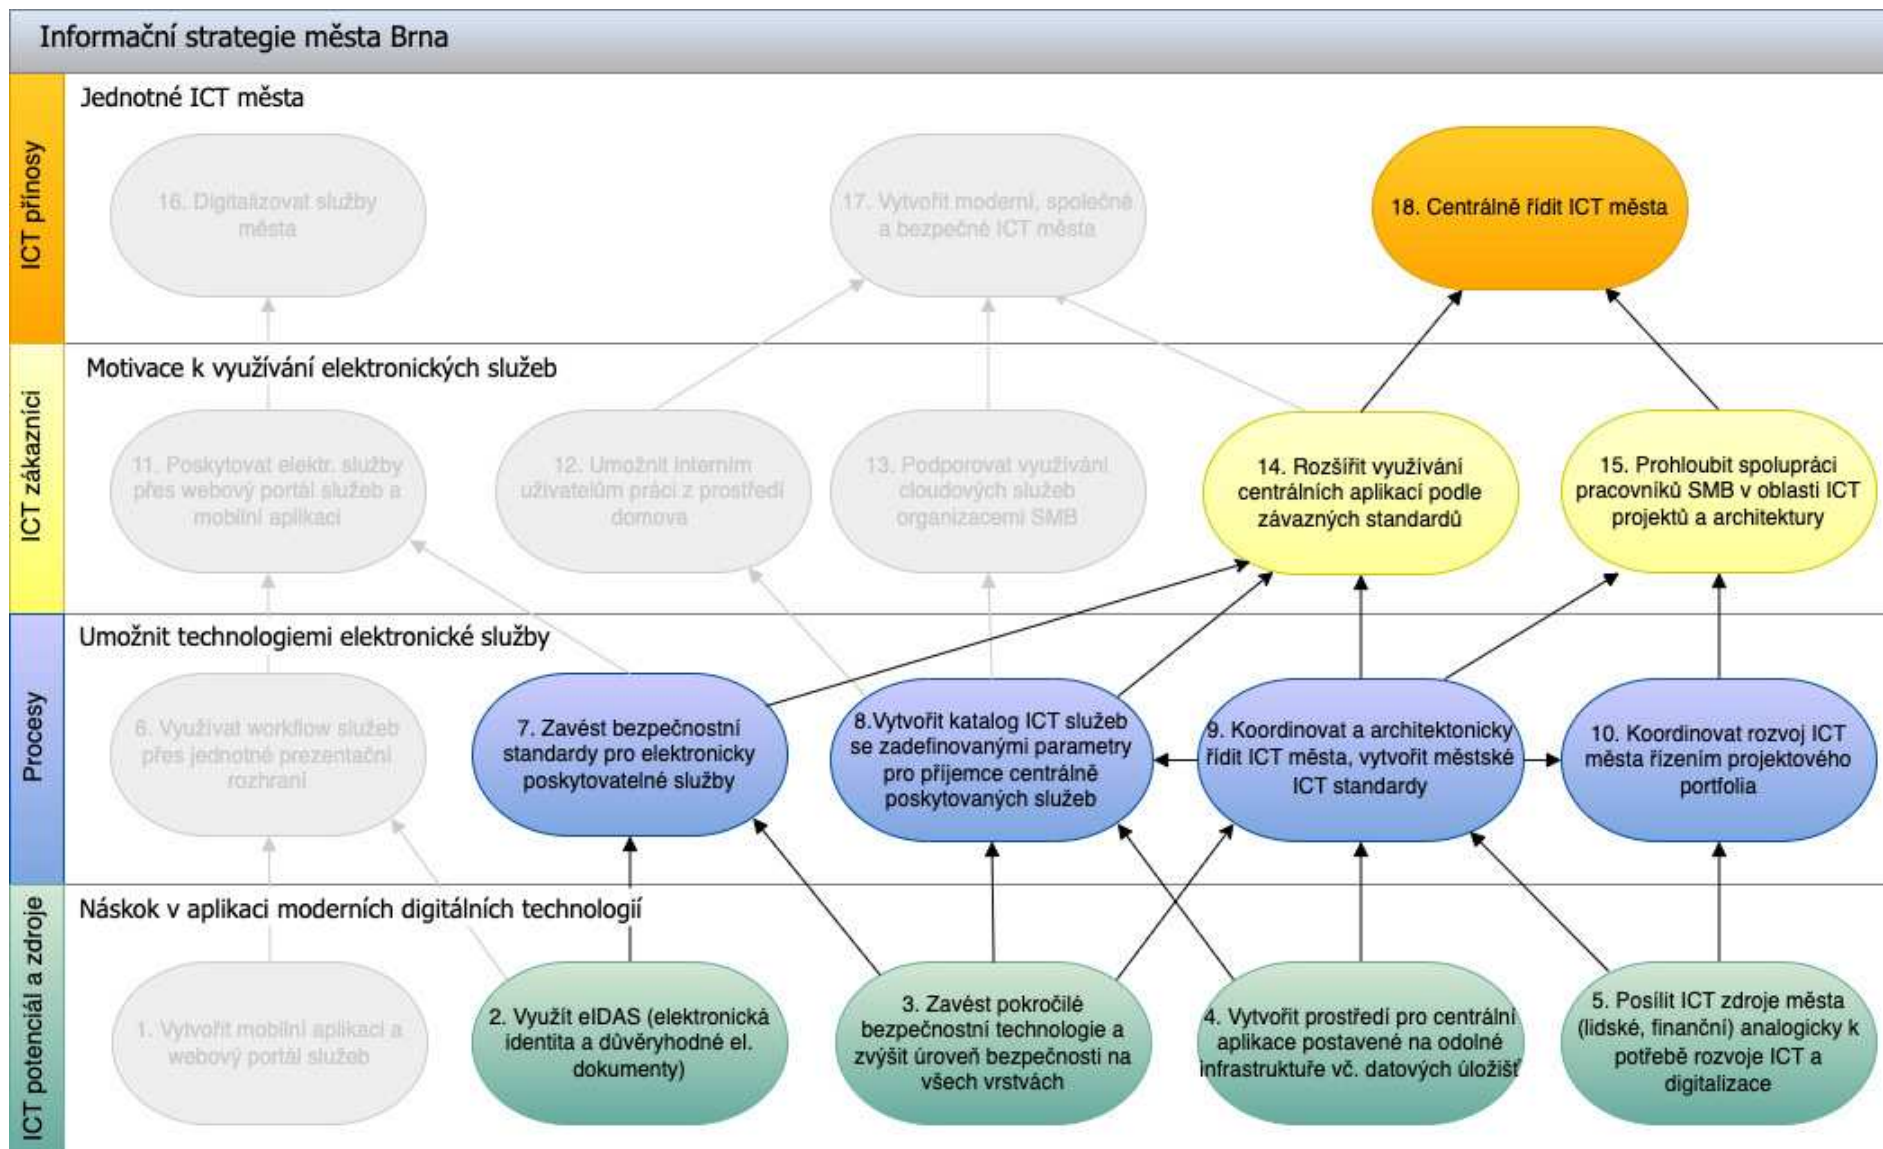 Informační strategie města Brna
ICT přínosy
Jednotné ICT města
16. Digitalizovat služby
města
17. Vytvořit moderní, společné
a bezpečné ICT města
18. Centrálně řídit ICT města
ICT zákazníci
Motivace k využívání elektronických služeb
11. Poskytovat elektr. služby
přes webový portál služeb a
mobilní aplikaci
12. Umožnit interním
uživatelům práci z prostředí
domova
13. Podporovat využívání
cloudových služeb
organizacemi SMB
14. Rozšířit využívání
centrálních aplikací podle
závazných standardů
15. Prohloubit spolupráci
pracovníků SMB v oblasti ICT
projektů a architektury
Procesy
Umožnit technologiemi elektronické služby
6. Využívat workflow služeb
přes jednotné prezentační
rozhraní
7. Zavést bezpečnostní
standardy pro elektronicky
poskytovatelné služby
8.Vytvořit katalog ICT služeb
se zadefinovanými parametry
pro příjemce centrálně
poskytovaných služeb
9. Koordinovat a architektonicky
řídit ICT města, vytvořit městské
ICT standardy
10. Koordinovat rozvoj ICT
města řízením projektového
portfolia
ICT potenciál a zdroje
Náskok v aplikaci moderních digitálních technologií
1. Vytvořit mobilní aplikaci a
webový portál služeb
2. Využít eIDAS (elektronická
identita a důvěryhodné el.
dokumenty)
3. Zavést pokročilé
bezpečnostní technologie a
zvýšit úroveň bezpečnosti na
všech vrstvách
4. Vytvořit prostředí pro centrální
aplikace postavené na odolné
infrastruktuře vč. datových úložišť
5. Posílit ICT zdroje města
(lidské, finanční) analogicky k
potřebě rozvoje ICT a
digitalizace